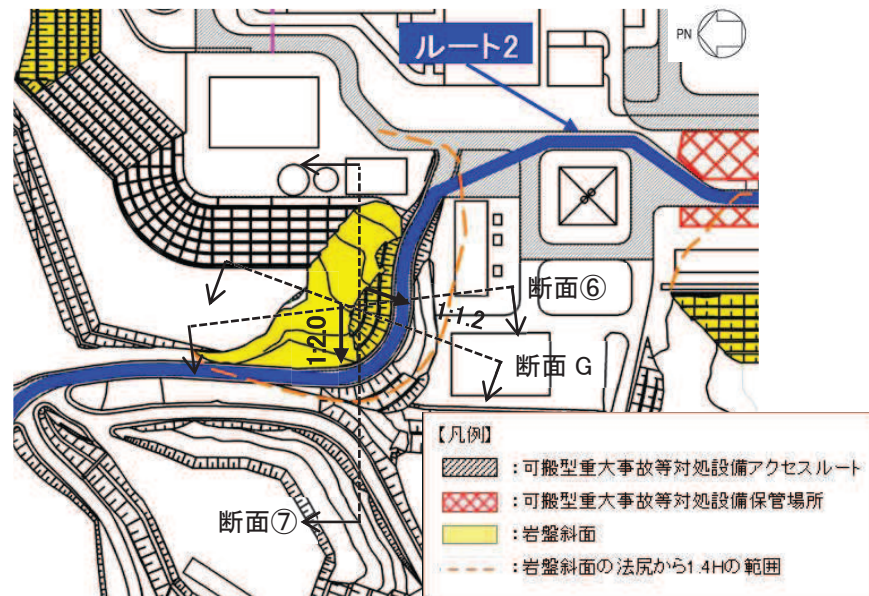 ルート2
PN
断面⑥
1:1.2
1:2.0
断面 G
断面⑦
【凡例】
:可搬型重大事故等対処設備アクセスルート
:可搬型重大事故等対処設備保管場所
:岩盤斜面
:岩盤斜面の法尻から1.4Hの範囲